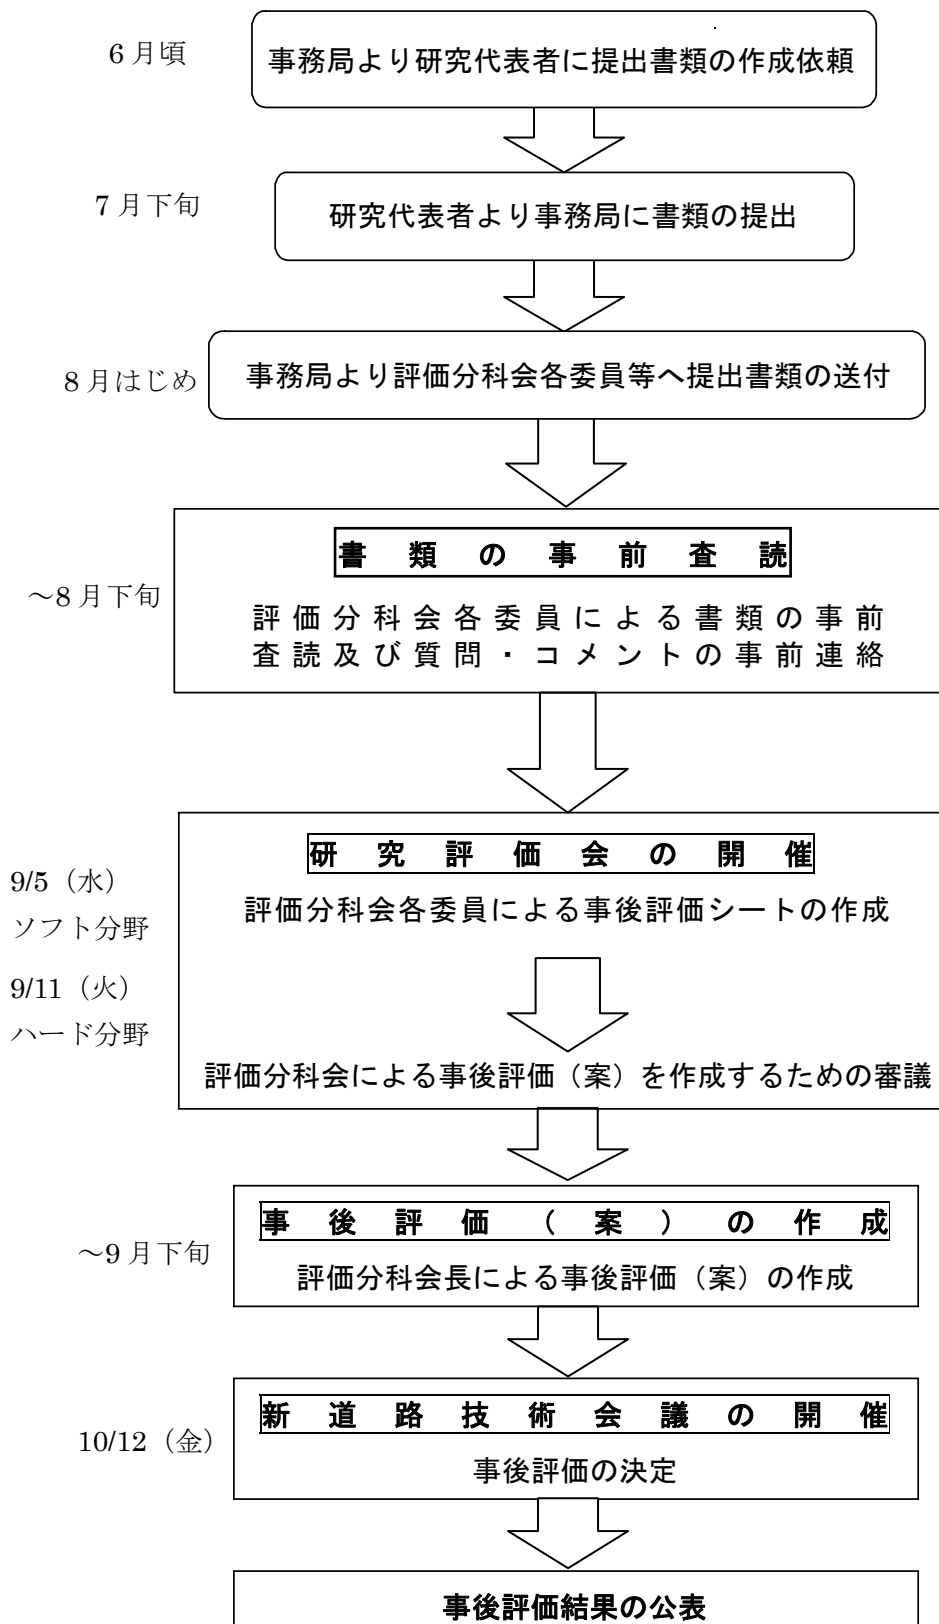 6月頃
事務局より研究代表者に提出書類の作成依頼
7月下旬
研究代表者より事務局に書類の提出
8月はじめ
事務局より評価分科会各委員等へ提出書類の送付
書類の事前査読
～8月下旬
評価分科会各委員による書類の事前
査読及び質問・コメントの事前連絡
研究評価会の開催
9/5（水）
ソフト分野
評価分科会各委員による事後評価シートの作成
9/11（火）
ハード分野
評価分科会による事後評価（案）を作成するための審議
事後評価（案）の作成
～9月下旬
評価分科会長による事後評価（案）の作成
新道路技術会議の開催
10/12（金）
事後評価の決定
事後評価結果の公表